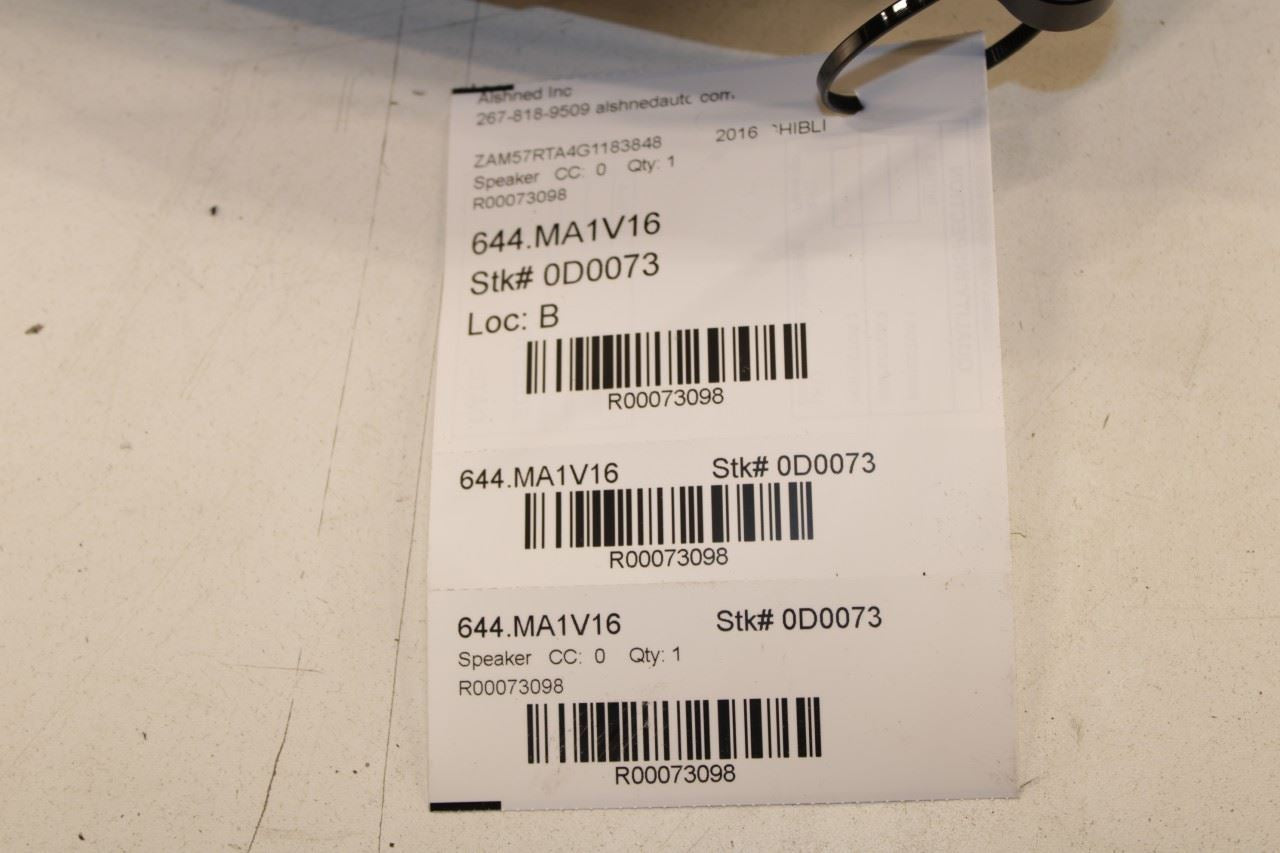 Alshned Inc
267-818-9509 alshnedauto com.
ZAM57RTA4G1183848 2016 GHIBLI
Speaker CC: 0 Qty: 1
R00073098
644.MA1V16
Stk# 0D0073
Loc: B
R00073098
644.MA1V16 Stk# 0D0073
R00073098
644.MA1V16 Stk# 0D0073
Speaker CC: 0 Qty: 1
R00073098
R00073098